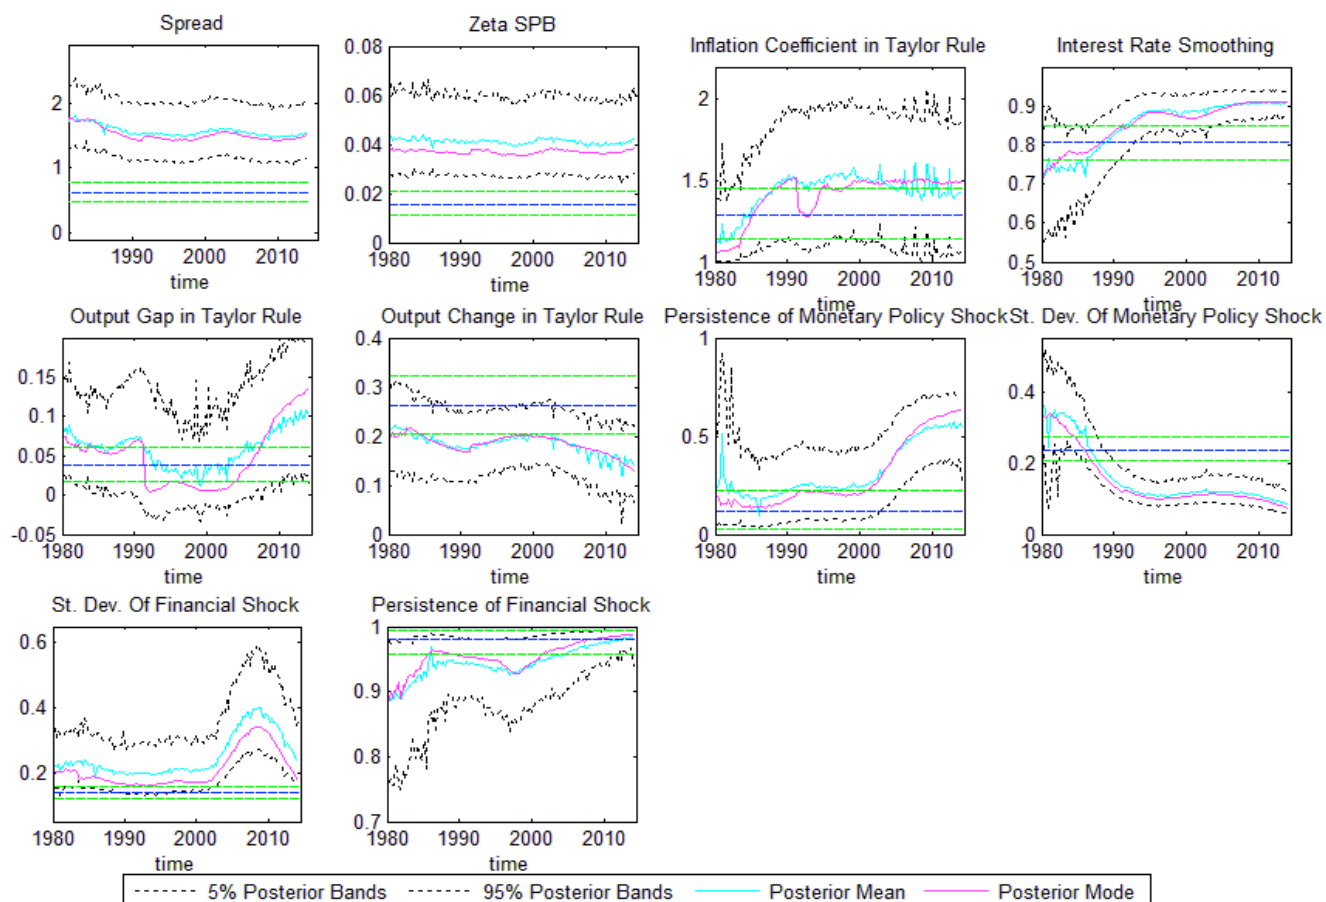 Spread
2
1
0
1990 2000 2010
time
Zeta SPB
0.08
0.06
0.04
0.02
0
1980 1990 2000 2010
time
Inflation Coefficient in Taylor Rule
2
1.5
1
1980 1990 2000 2010
time
Interest Rate Smoothing
0.9
0.8
0.7
0.6
0.5
1980 1990 2000 2010
time
Output Gap in Taylor Rule
0.15
0.1
0.05
0
-0.05
1980 1990 2000 2010
time
Output Change in Taylor Rule
0.4
0.3
0.2
0.1
0
1980 1990 2000 2010
time
Persistence of Monetary Policy Shock
1
0.5
0
1980 1990 2000 2010
time
St. Dev. Of Monetary Policy Shock
0.4
0.2
0
1980 1990 2000 2010
time
St. Dev. Of Financial Shock
0.6
0.4
0.2
1980 1990 2000 2010
time
Persistence of Financial Shock
1
0.9
0.8
0.7
1980 1990 2000 2010
time
5% Posterior Bands 95% Posterior Bands Posterior Mean Posterior Mode